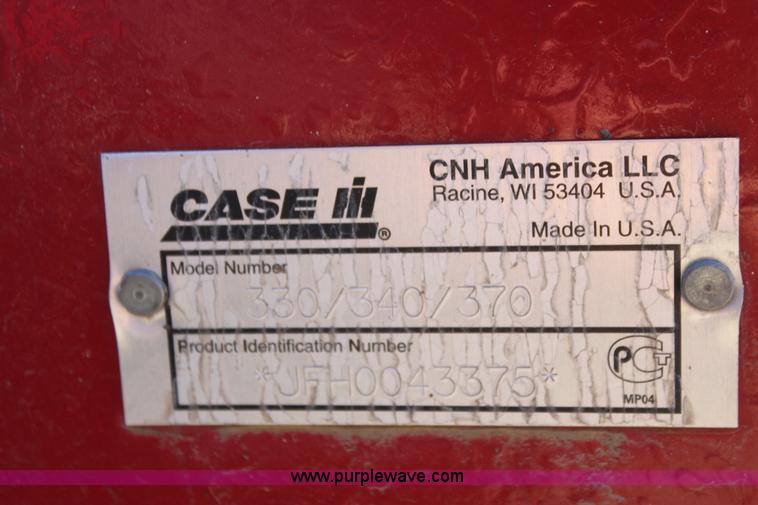 CNH America LLC
CASE IH ®
Racine, WI 53404 U.S.A.
Made In U.S.A.
Model Number
330/340/370
Product Identification Number
*JFH0043375*
PCT
MP04
www.purplewave.com